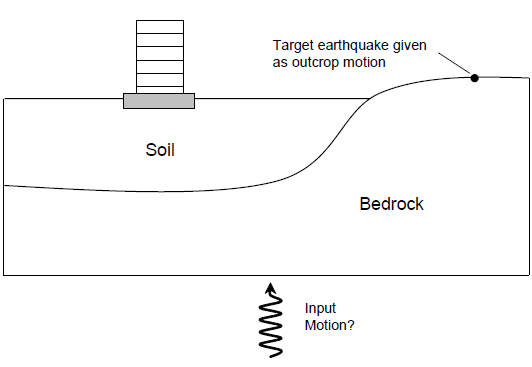 Target earthquake given
as outcrop motion
Soil
Bedrock
Input
Motion?